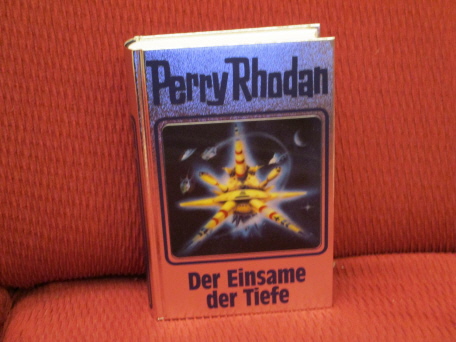 Perry Rhodan
Der Einsame
der Tiefe